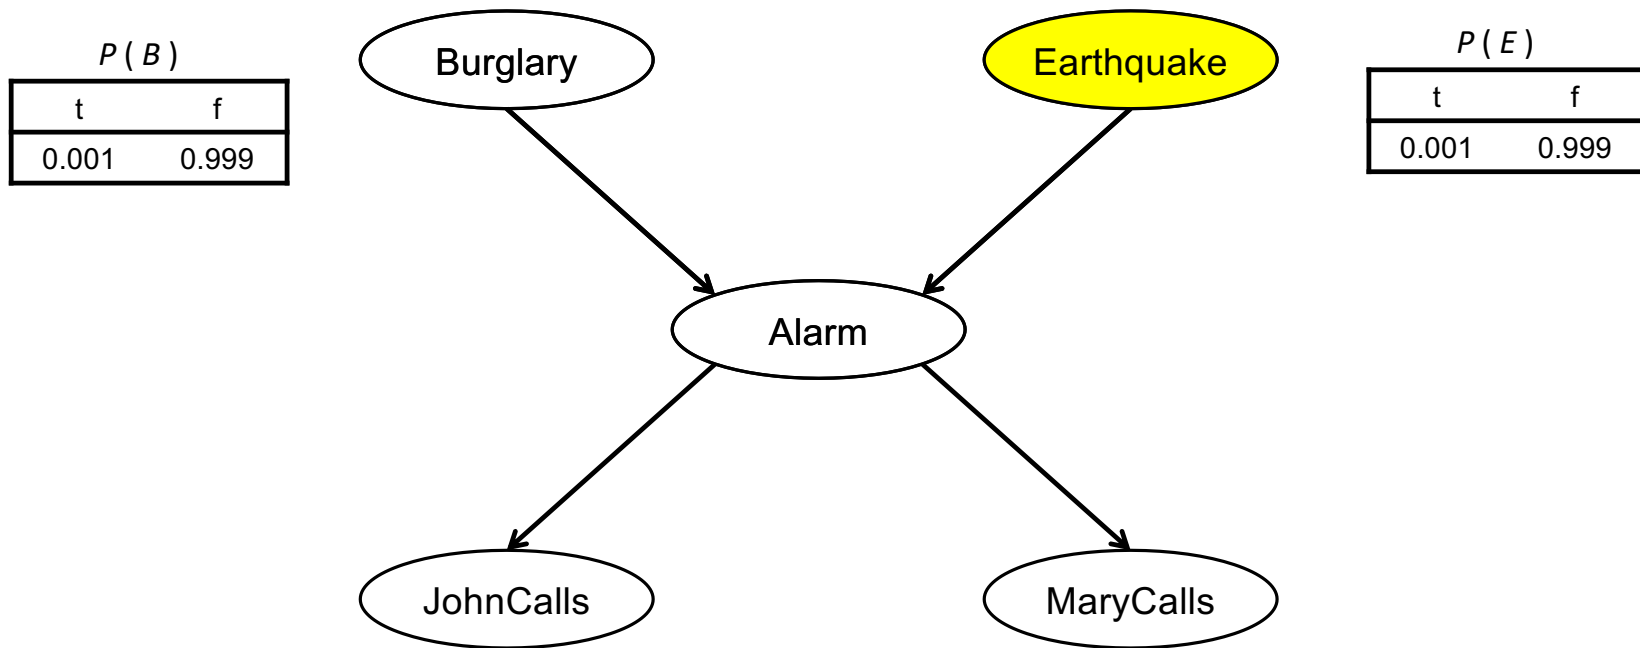 P ( B )
t f
0.001 0.999
Burglary
Earthquake
P ( E )
t f
0.001 0.999
Alarm
JohnCalls
MaryCalls